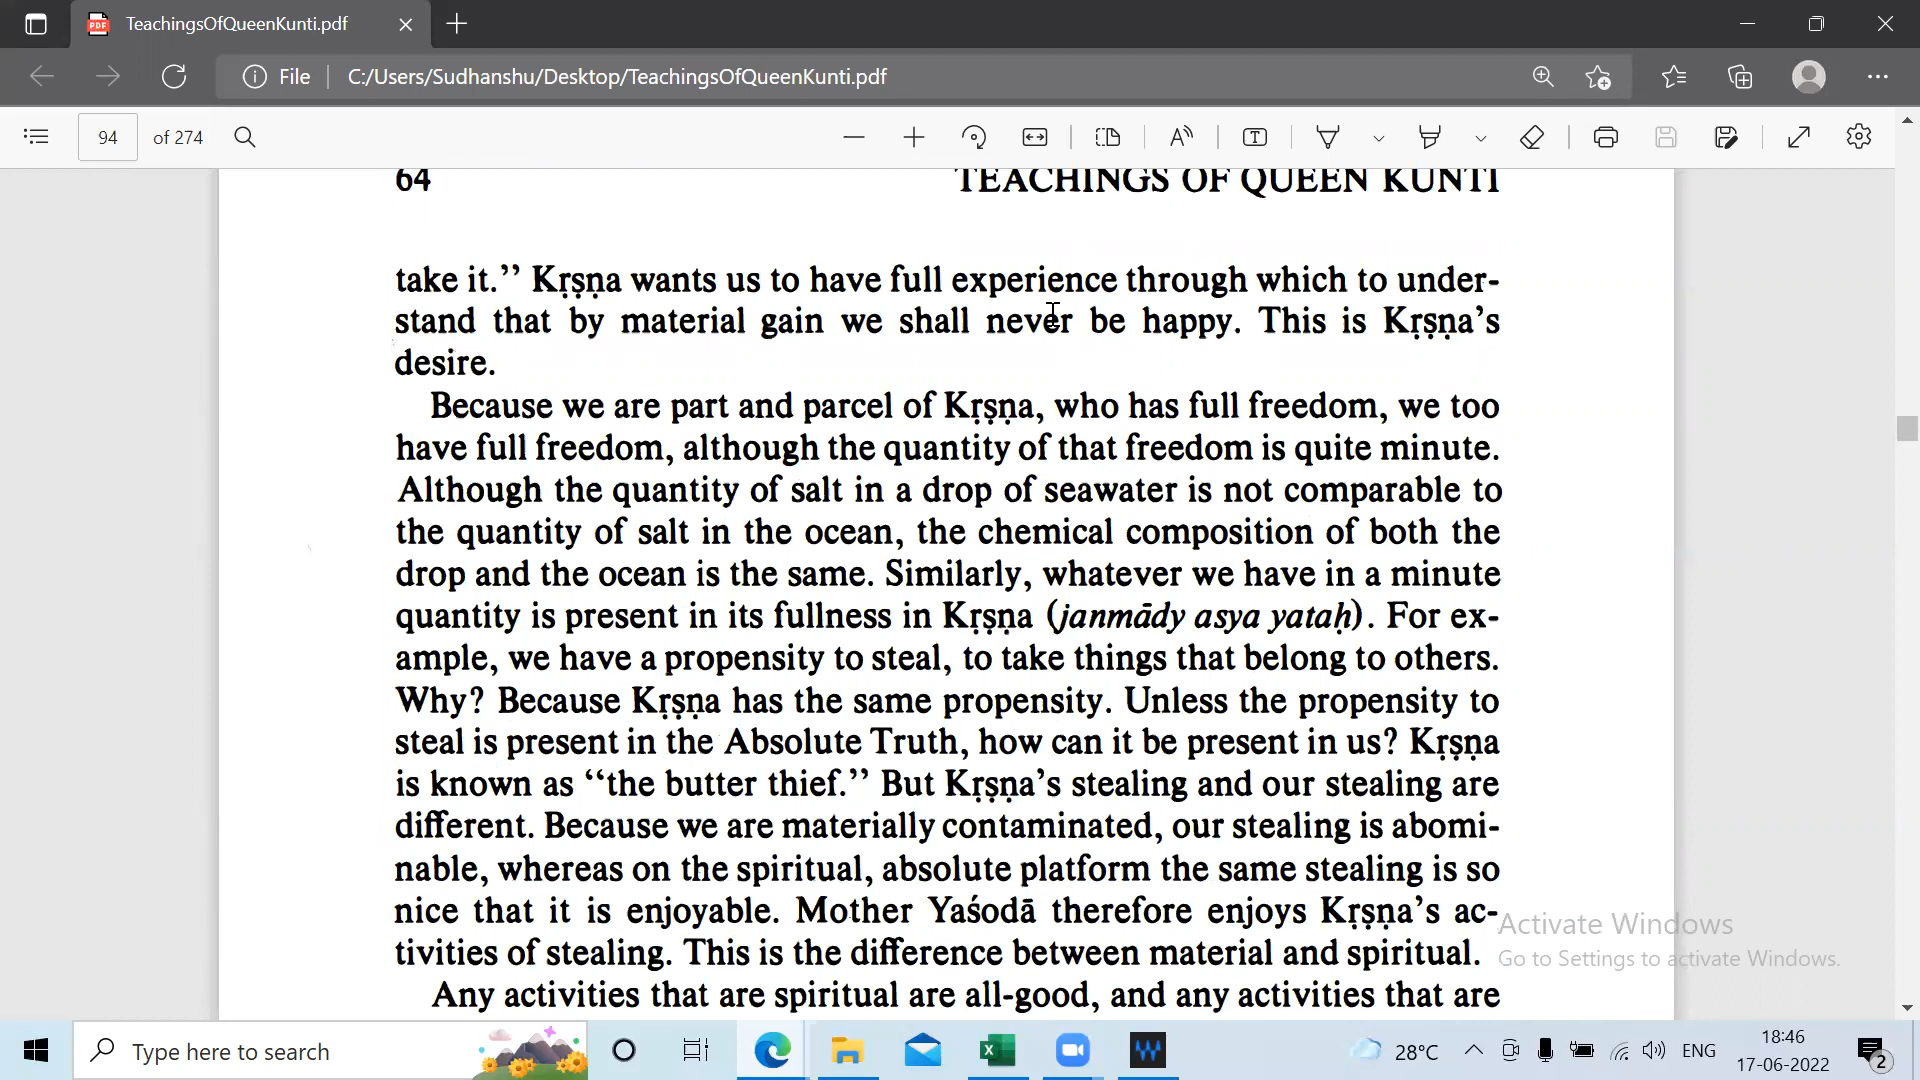 TeachingsOfQueenKunti.pdf
File C:/Users/Sudhanshu/Desktop/TeachingsOfQueenKunti.pdf
94 of 274
64 TEACHINGS OF QUEEN KUNTI
take it.’’ Kṛṣṇa wants us to have full experience through which to under-
stand that by material gain we shall never be happy. This is Kṛṣṇa’s
desire.
Because we are part and parcel of Kṛṣṇa, who has full freedom, we too
have full freedom, although the quantity of that freedom is quite minute.
Although the quantity of salt in a drop of seawater is not comparable to
the quantity of salt in the ocean, the chemical composition of both the
drop and the ocean is the same. Similarly, whatever we have in a minute
quantity is present in its fullness in Kṛṣṇa (janmādy asya yataḥ). For ex-
ample, we have a propensity to steal, to take things that belong to others.
Why? Because Kṛṣṇa has the same propensity. Unless the propensity to
steal is present in the Absolute Truth, how can it be present in us? Kṛṣṇa
is known as ‘‘the butter thief.’’ But Kṛṣṇa’s stealing and our stealing are
different. Because we are materially contaminated, our stealing is abomi-
nable, whereas on the spiritual, absolute platform the same stealing is so
nice that it is enjoyable. Mother Yaśodā therefore enjoys Kṛṣṇa’s ac-
tivities of stealing. This is the difference between material and spiritual.
Any activities that are spiritual are all-good, and any activities that are
Activate Windows
Go to Settings to activate Windows.
Type here to search
28°C
ENG
18:46
17-06-2022
2